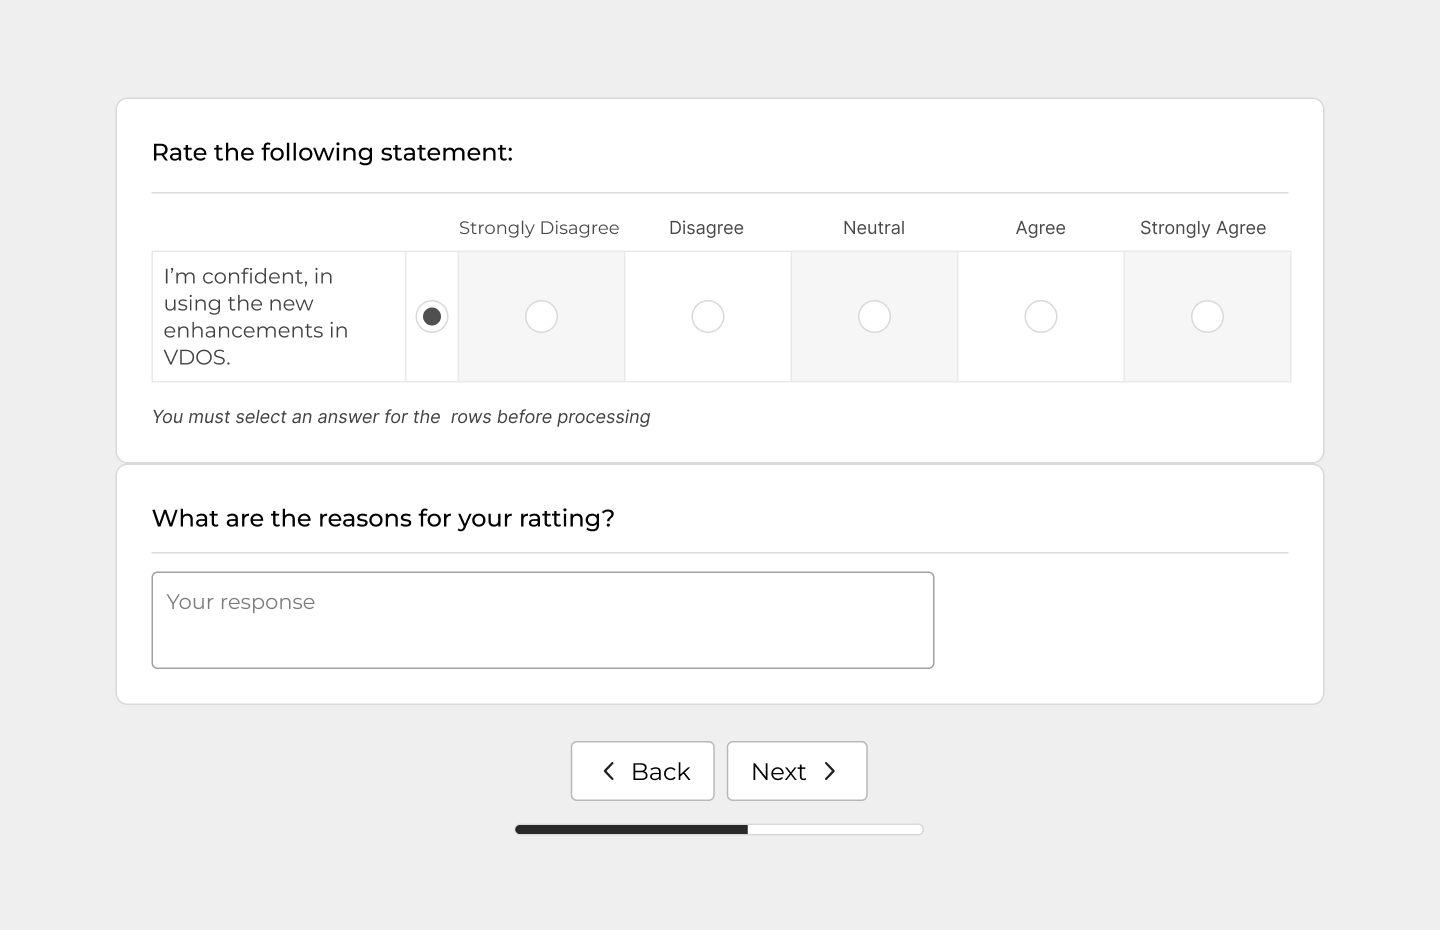 Rate the following statement:
Strongly Disagree Disagree Neutral Agree Strongly Agree
I’m confident, in
using the new
enhancements in
VDOS.
You must select an answer for the  rows before processing
What are the reasons for your ratting?
Your response
Back Next